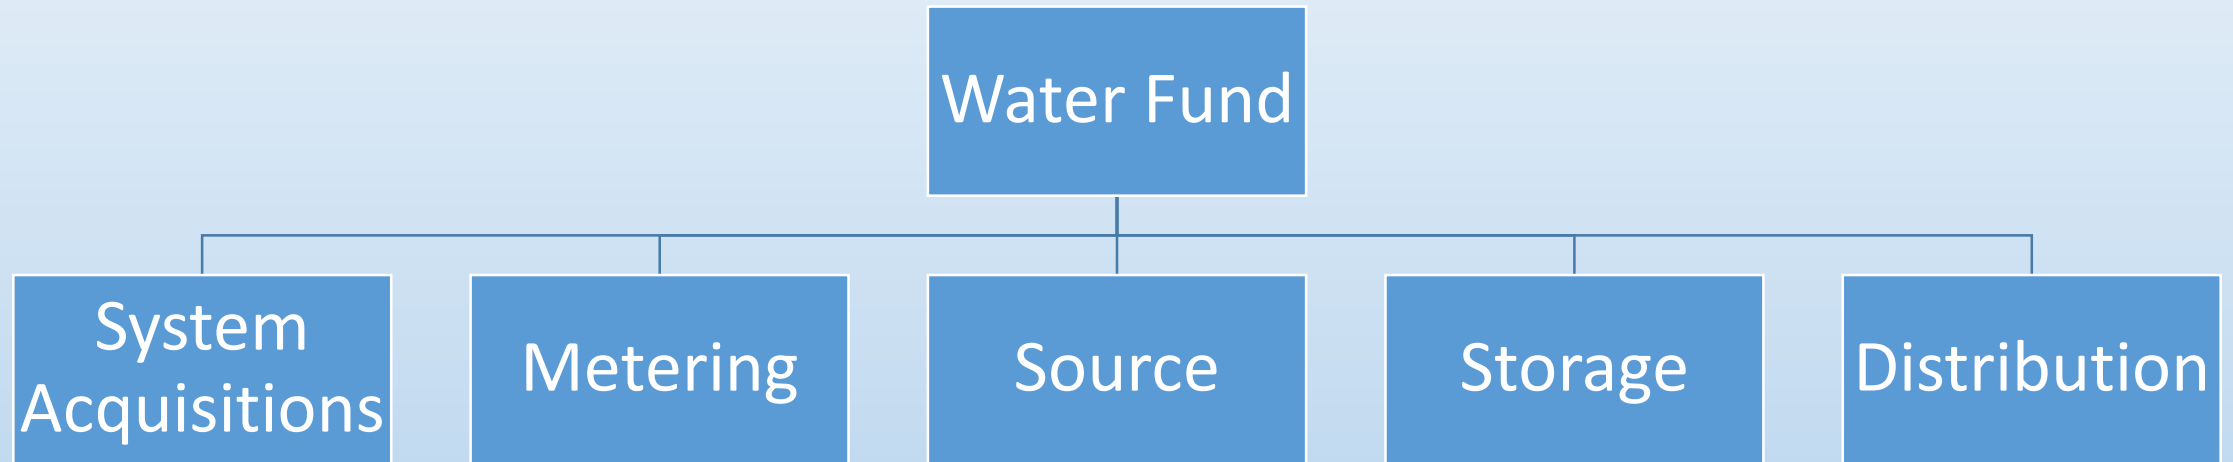 Water Fund
System
Acquisitions
Metering
Source
Storage
Distribution